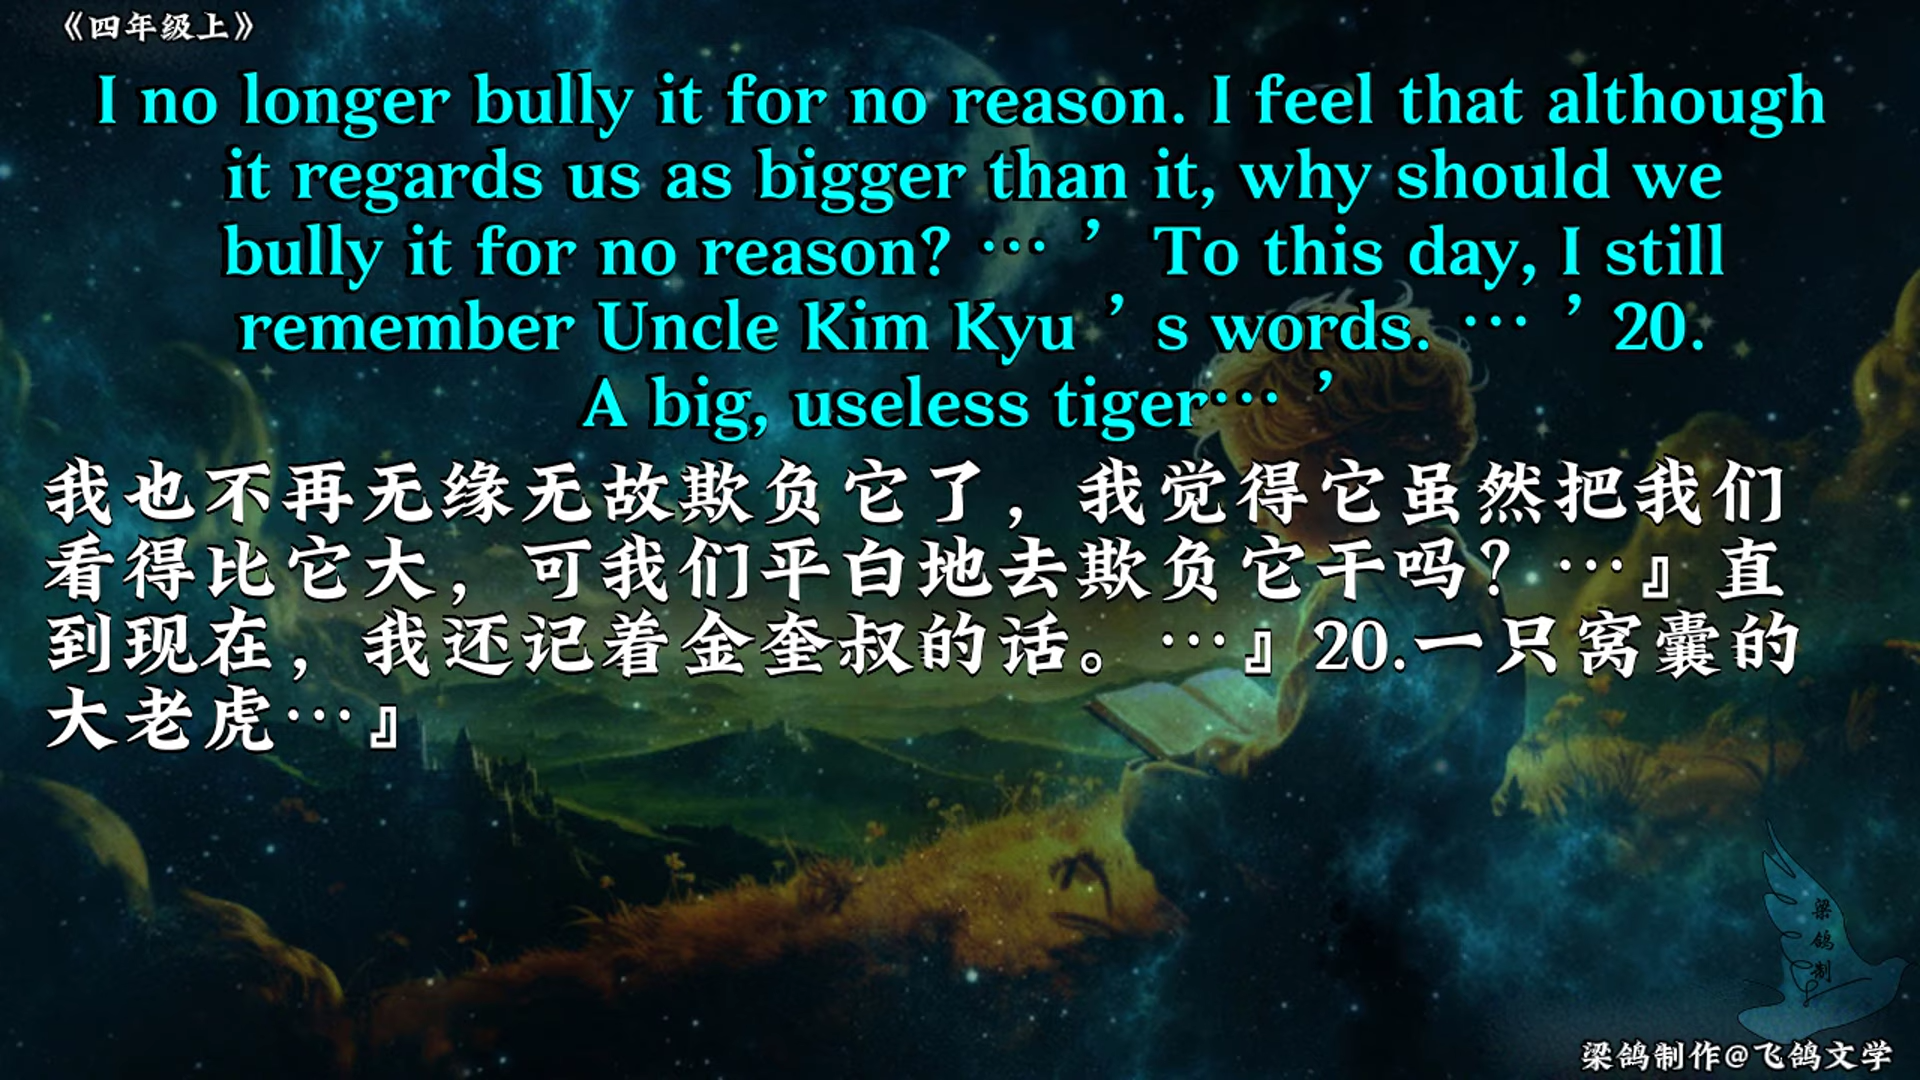 《四年级上》
I no longer bully it for no reason. I feel that although
it regards us as bigger than it, why should we
bully it for no reason? … ’ To this day, I still
remember Uncle Kim Kyu ’ s words. … ’ 20.
A big, useless tiger… ’
我也不再无缘无故欺负它了，我觉得它虽然把我们
看得比它大，可我们平白地去欺负它干吗？…』直
到现在，我还记着金奎叔的话。…』20.一只窝囊的
大老虎…』
梁
鸽
制
梁鸽制作@飞鸽文学